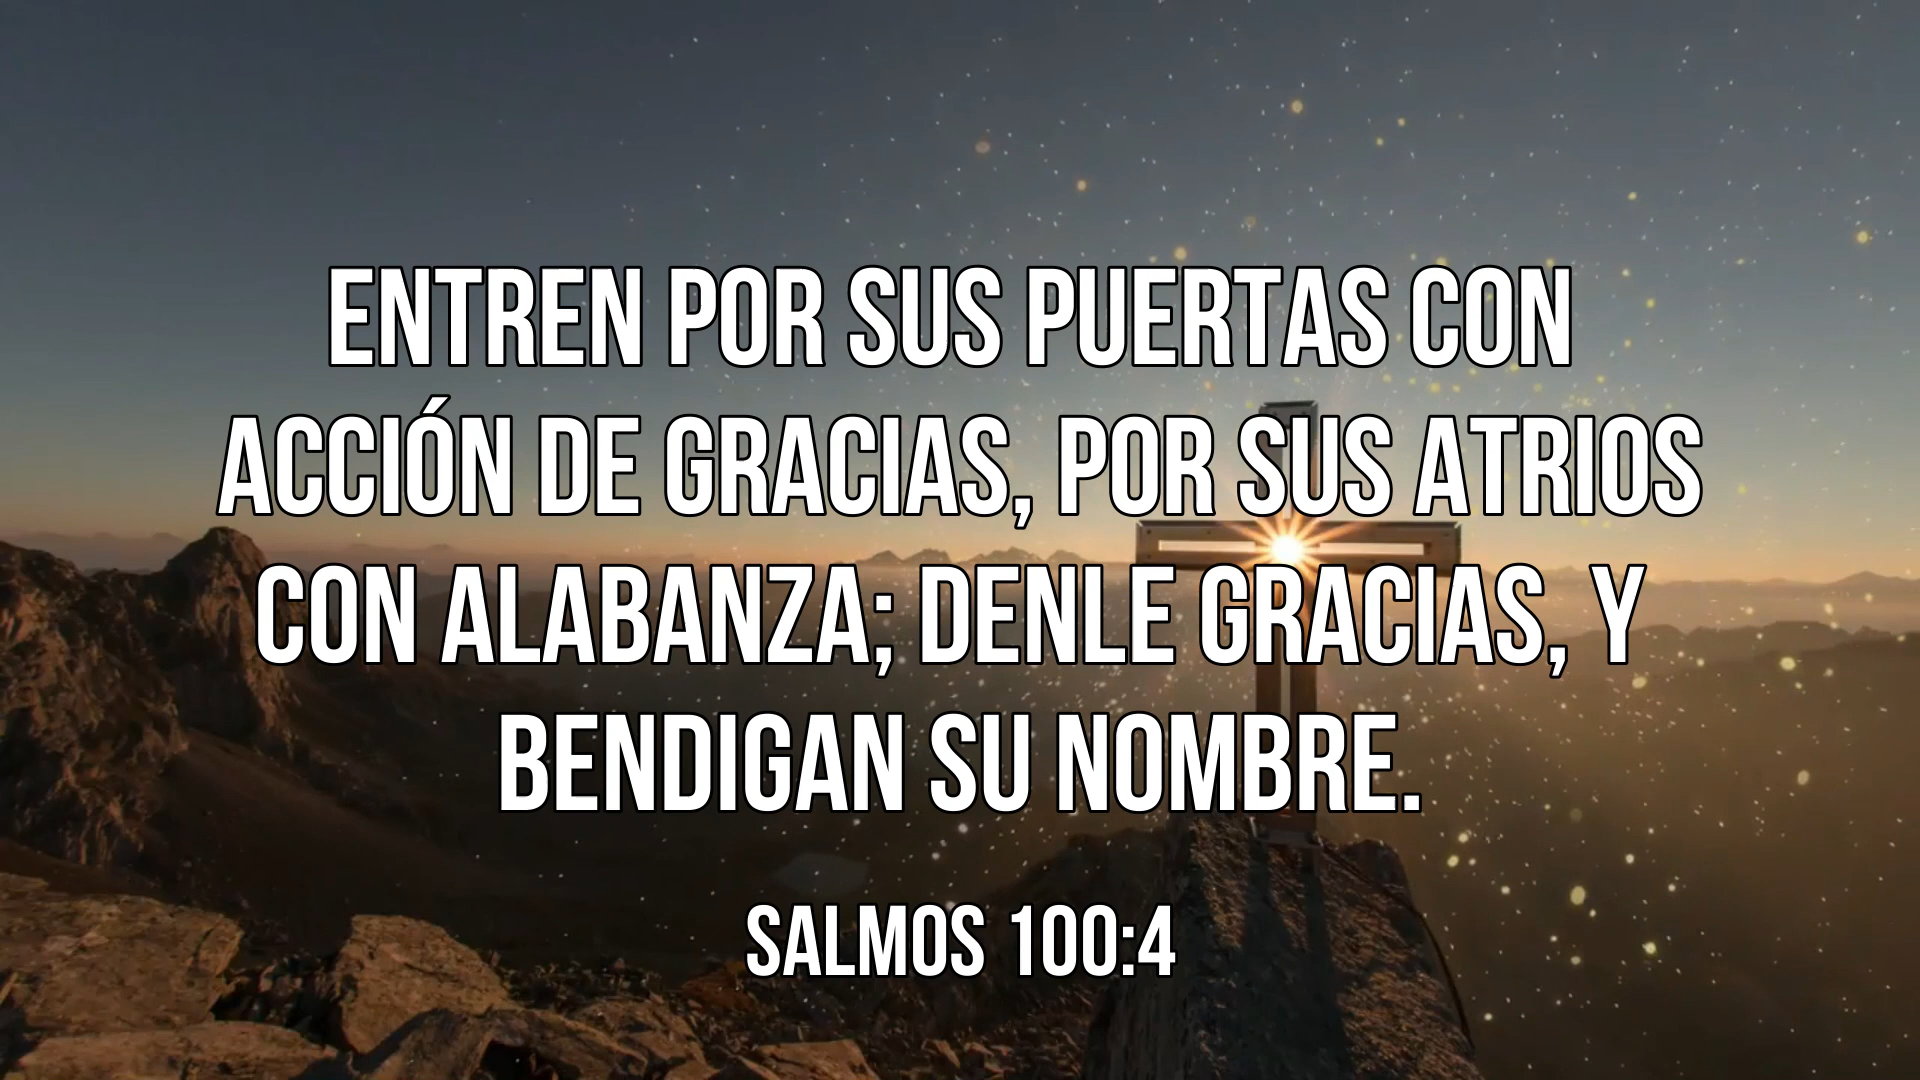 ENTREN POR SUS PUERTAS CON
ACCIÓN DE GRACIAS, POR SUS ATRIOS
CON ALABANZA; DENLE GRACIAS, Y
BENDIGAN SU NOMBRE.
SALMOS 100:4